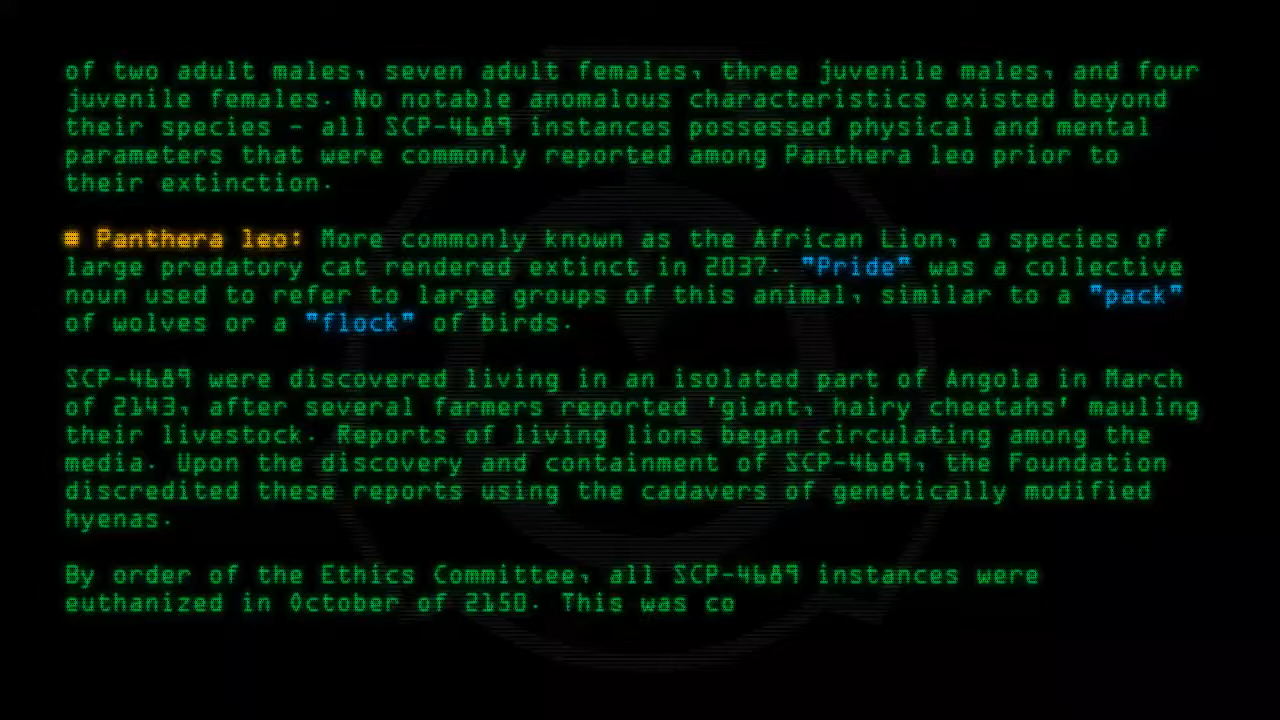 of two adult males, seven adult females, three juvenile males, and four
juvenile females. No notable anomalous characteristics existed beyond
their species - all SCP-4689 instances possessed physical and mental
parameters that were commonly reported among Panthera leo prior to
their extinction.
■ Panthera leo: More commonly known as the African Lion, a species of
large predatory cat rendered extinct in 2037. "Pride" was a collective
noun used to refer to large groups of this animal, similar to a "pack"
of wolves or a "flock" of birds.
SCP-4689 were discovered living in an isolated part of Angola in March
of 2143, after several farmers reported 'giant, hairy cheetahs' mauling
their livestock. Reports of living lions began circulating among the
media. Upon the discovery and containment of SCP-4689, the Foundation
discredited these reports using the cadavers of genetically modified
hyenas.
By order of the Ethics Committee, all SCP-4689 instances were
euthanized in October of 2150. This was co